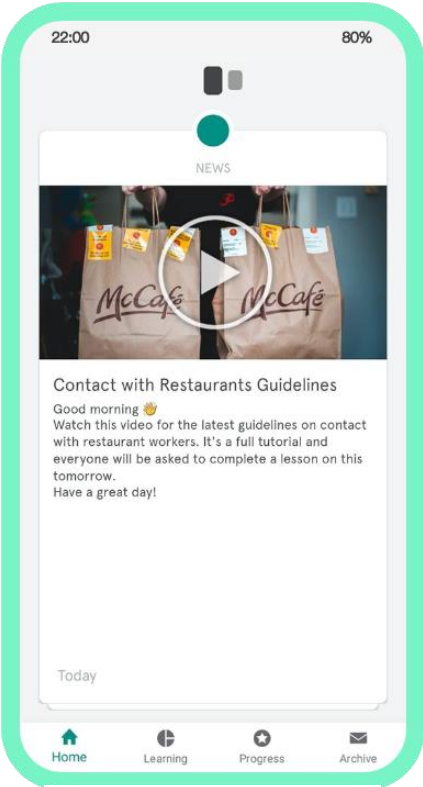 22:00
80%
NEWS
McCafé
McCafé
Contact with Restaurants Guidelines
Good morning 👋
Watch this video for the latest guidelines on contact
with restaurant workers. It's a full tutorial and
everyone will be asked to complete a lesson on this
tomorrow.
Have a great day!
Today
Home
Learning
Progress
Archive